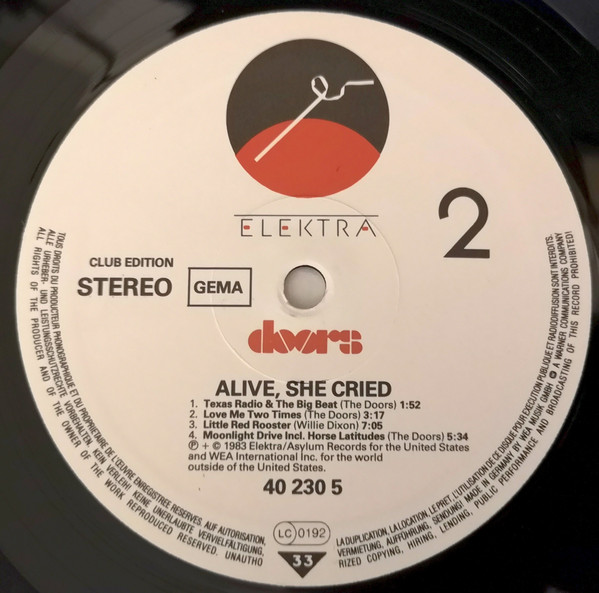 ELEKTRA
2
CLUB EDITION
STEREO
GEMA
doors
ALIVE, SHE CRIED
1. Texas Radio & The Big Beat (The Doors) 1:52
2. Love Me Two Times (The Doors) 3:17
3. Little Red Rooster (Willie Dixon) 7:05
4. Moonlight Drive Incl. Horse Latitudes (The Doors) 5:34
Ⓟ + © 1983 Elektra/Asylum Records for the United States
and WEA International Inc. for the world
outside of the United States.
40 230 5
LC 0192
33
TOUS DROITS DU PRODUCTEUR PHONOGRAPHIQUE ET DU PROPRIETAIRE DE L'ŒUVRE ENREGISTREE RESERVES. AUF AUTORISATION,
LA DUPLICATION, LA LOCATION, LE PRET, L'UTILISATION DE CE DISQUE POUR EXECUTION PUBLIQUE ET RADIODIFFUSION SONT INTERDITS.
ALLE URHEBER- UND LEISTUNGSSCHUTZRECHTE VORBEHALTEN. KEIN VERLEIH! KEINE UNERLAUBTE VERVIELFÄLTIGUNG,
VERMIETUNG, AUFFÜHRUNG, SENDUNG! MADE IN GERMANY BY WEA MUSIK GMBH A WARNER COMMUNICATIONS COMPANY
ALL RIGHTS OF THE PRODUCER AND OF THE OWNER OF THE WORK REPRODUCED RESERVED. UNAUTHO
RIZED COPYING, HIRING, LENDING, PUBLIC PERFORMANCE AND BROADCASTING OF THIS RECORD PROHIBITED!